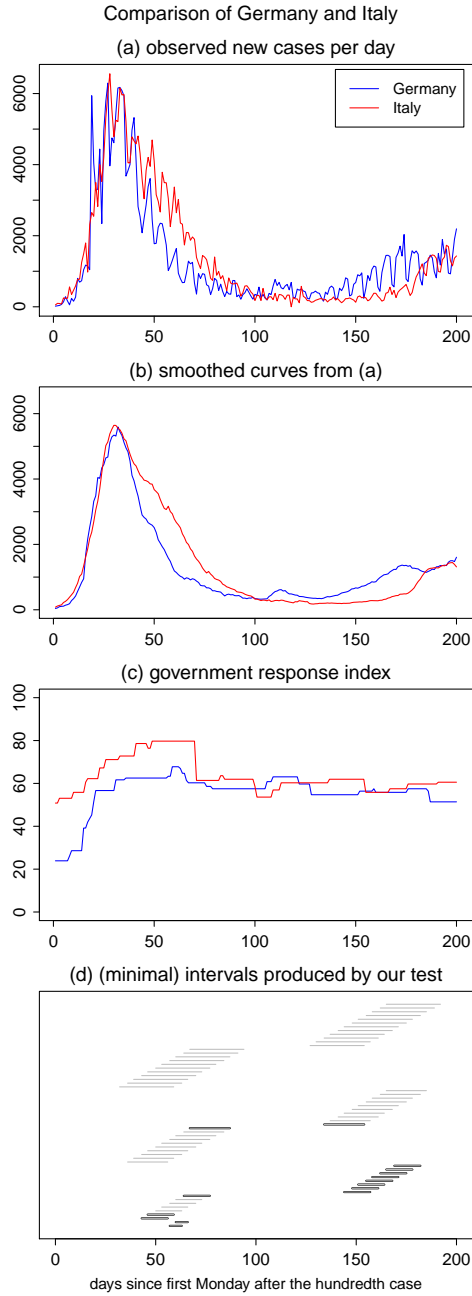 Comparison of Germany and Italy
(a) observed new cases per day
0 2000 4000 6000
Germany
Italy
0 50 100 150 200
(b) smoothed curves from (a)
0 2000 4000 6000
0 50 100 150 200
(c) government response index
0 20 40 60 80 100
0 50 100 150 200
(d) (minimal) intervals produced by our test
0 50 100 150 200
days since first Monday after the hundredth case